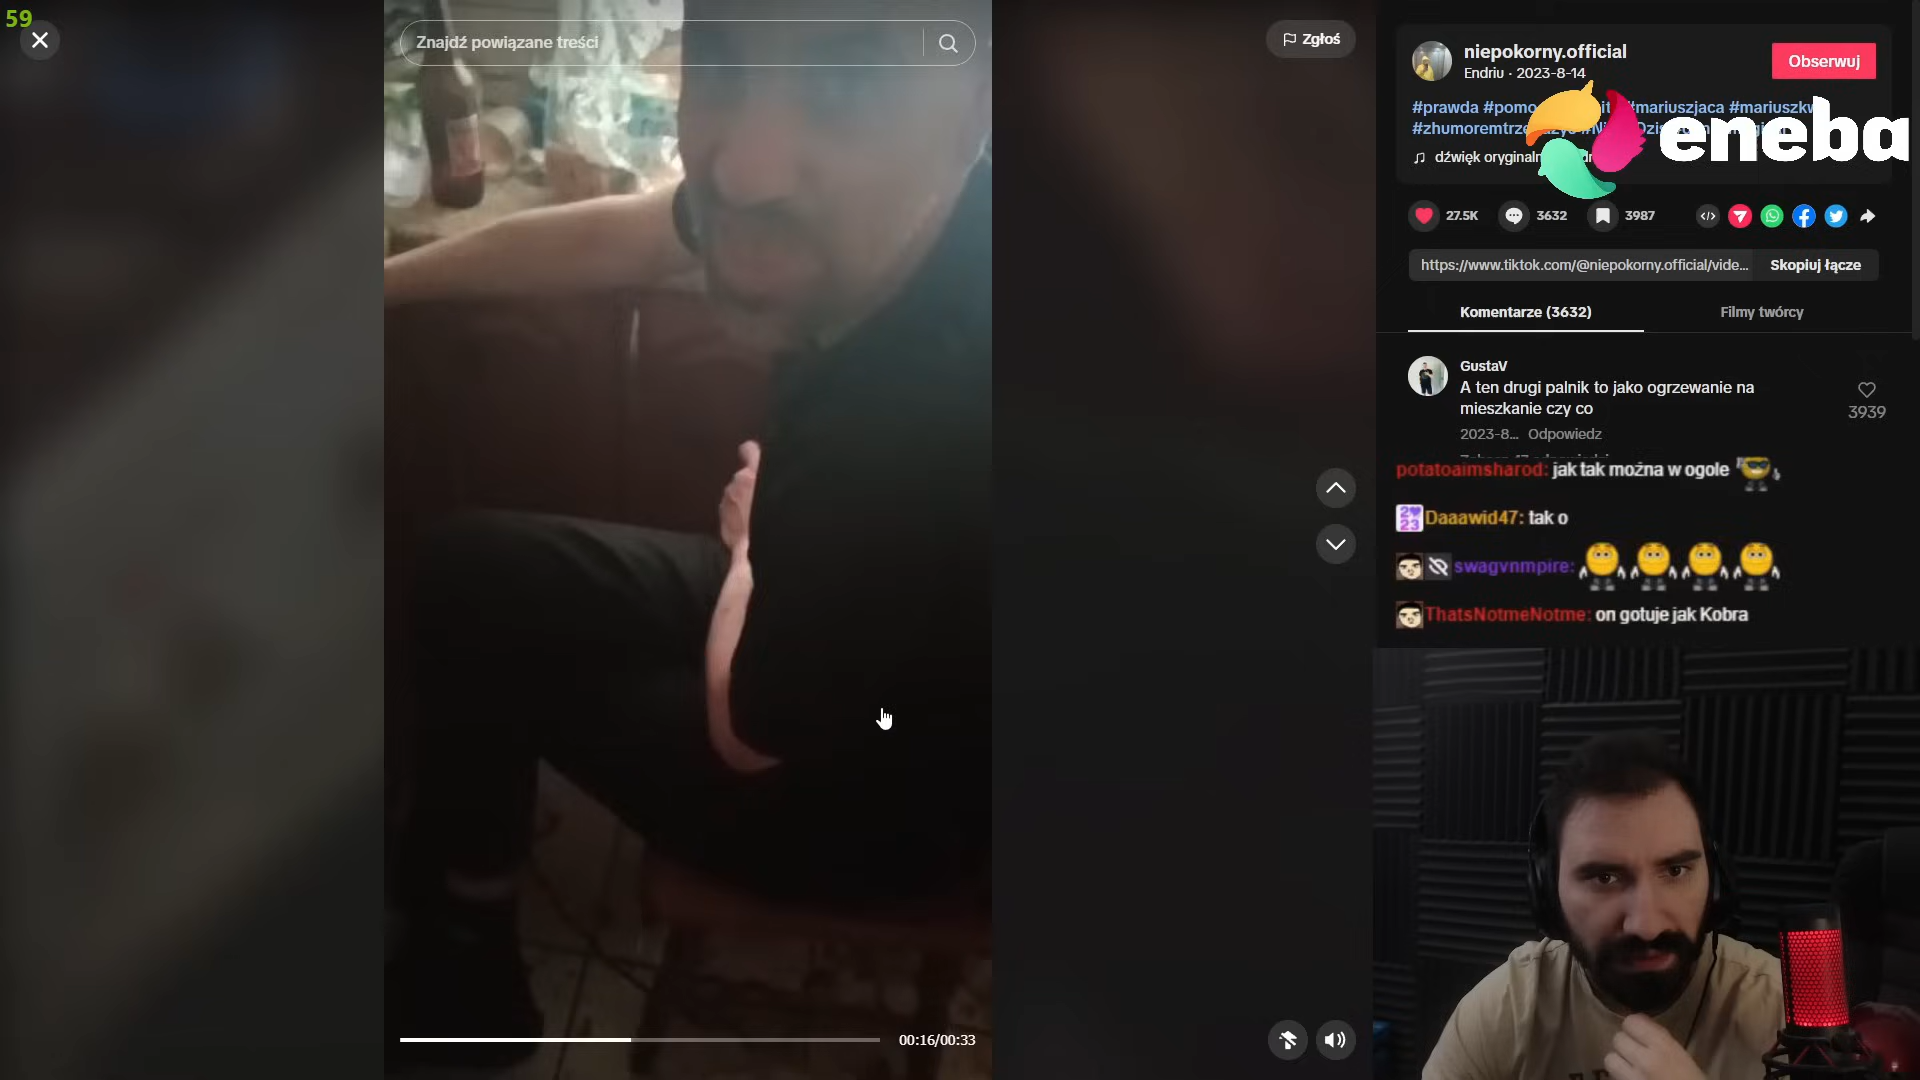 59
Znajdź powiązane treści
Zgłoś
niepokorny.official
Endriu · 2023-8-14
Obserwuj
#prawda #pomo #mariuszjaca #mariuszkw
#zhumoremtrze
eneba
dźwięk oryginaln
27.5K
3632
3987
https://www.tiktok.com/@niepokorny.official/vide...
Skopiuj łącze
Komentarze (3632)
Filmy twórcy
GustaV
A ten drugi palnik to jako ogrzewanie na
mieszkanie czy co
3939
2023-8... Odpowiedz
potatoaimsharod: jak tak można w ogole
Daaawid47: tak o
swagvnmpire:
ThatsNotmeNotme: on gotuje jak Kobra
00:16/00:33